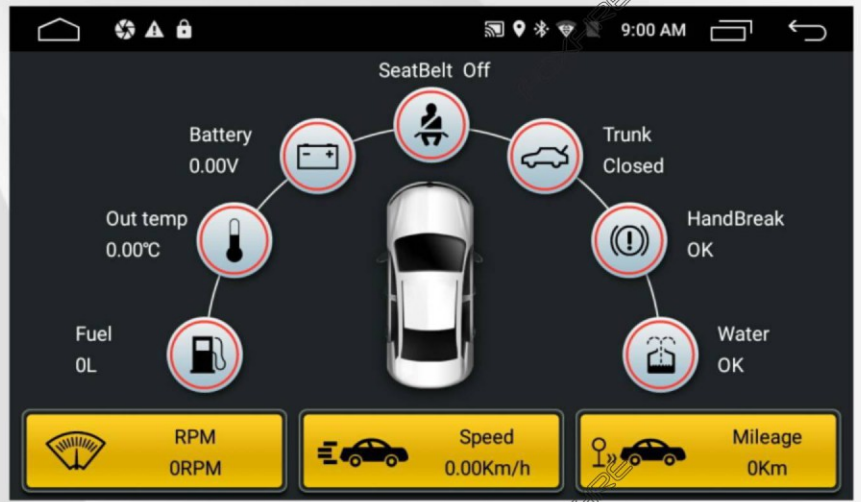 9:00 AM
SeatBelt Off
Battery
0.00V
Trunk
Closed
Out temp
0.00℃
HandBreak
OK
Fuel
0L
Water
OK
RPM
0RPM
Speed
0.00Km/h
Mileage
0Km